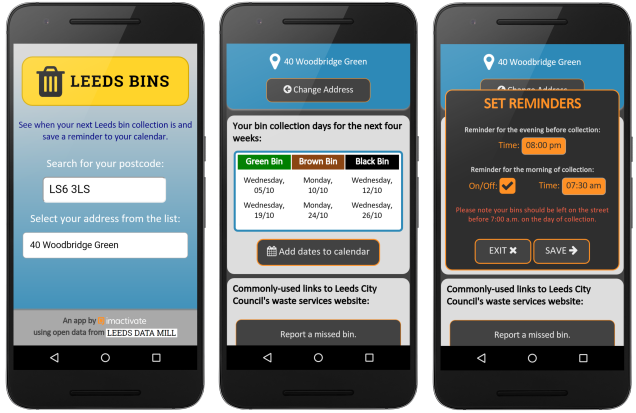 LEEDS BINS
See when your next Leeds bin collection is and
save a reminder to your calendar.
Search for your postcode:
LS6 3LS
Select your address from the list:
40 Woodbridge Green
An app by imactivate
using open data from LEEDS DATA MILL
40 Woodbridge Green
Change Address
Your bin collection days for the next four
weeks:
Green Bin Brown Bin Black Bin
Wednesday, Monday, Wednesday,
05/10 10/10 12/10
Wednesday, Monday, Wednesday,
19/10 24/10 26/10
Add dates to calendar
Commonly-used links to Leeds City
Council's waste services website:
Report a missed bin.
40 Woodbridge Green
Change Address
SET REMINDERS
Reminder for the evening before collection:
Time: 08:00 pm
Reminder for the morning of collection:
On/Off: Time: 07:30 am
Please note your bins should be left on the street
before 7:00 a.m. on the day of collection.
EXIT SAVE
Commonly-used links to Leeds City
Council's waste services website:
Report a missed bin.